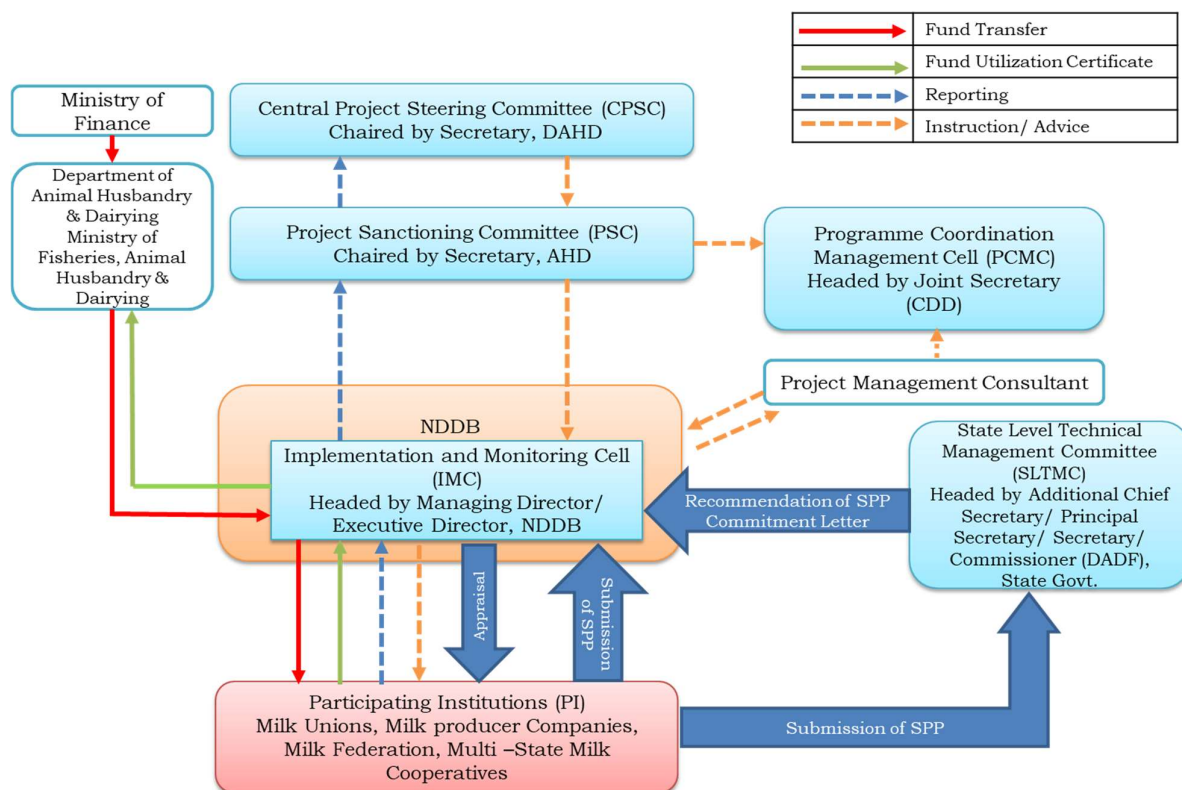 Fund Transfer
Fund Utilization Certificate
Reporting
Instruction/ Advice
Ministry of
Finance
Department of
Animal Husbandry
& Dairying
Ministry of
Fisheries, Animal
Husbandry &
Dairying
Central Project Steering Committee (CPSC)
Chaired by Secretary, DAHD
Project Sanctioning Committee (PSC)
Chaired by Secretary, AHD
Programme Coordination
Management Cell (PCMC)
Headed by Joint Secretary
(CDD)
Project Management Consultant
NDDB
Implementation and Monitoring Cell
(IMC)
Headed by Managing Director/
Executive Director, NDDB
Recommendation of SPP
Commitment Letter
State Level Technical
Management Committee
(SLTMC)
Headed by Additional Chief
Secretary/ Principal
Secretary/ Secretary/
Commissioner (DADF),
State Govt.
Appraisal
Submission
of SPP
Participating Institutions (PI)
Milk Unions, Milk producer Companies,
Milk Federation, Multi –State Milk
Cooperatives
Submission of SPP